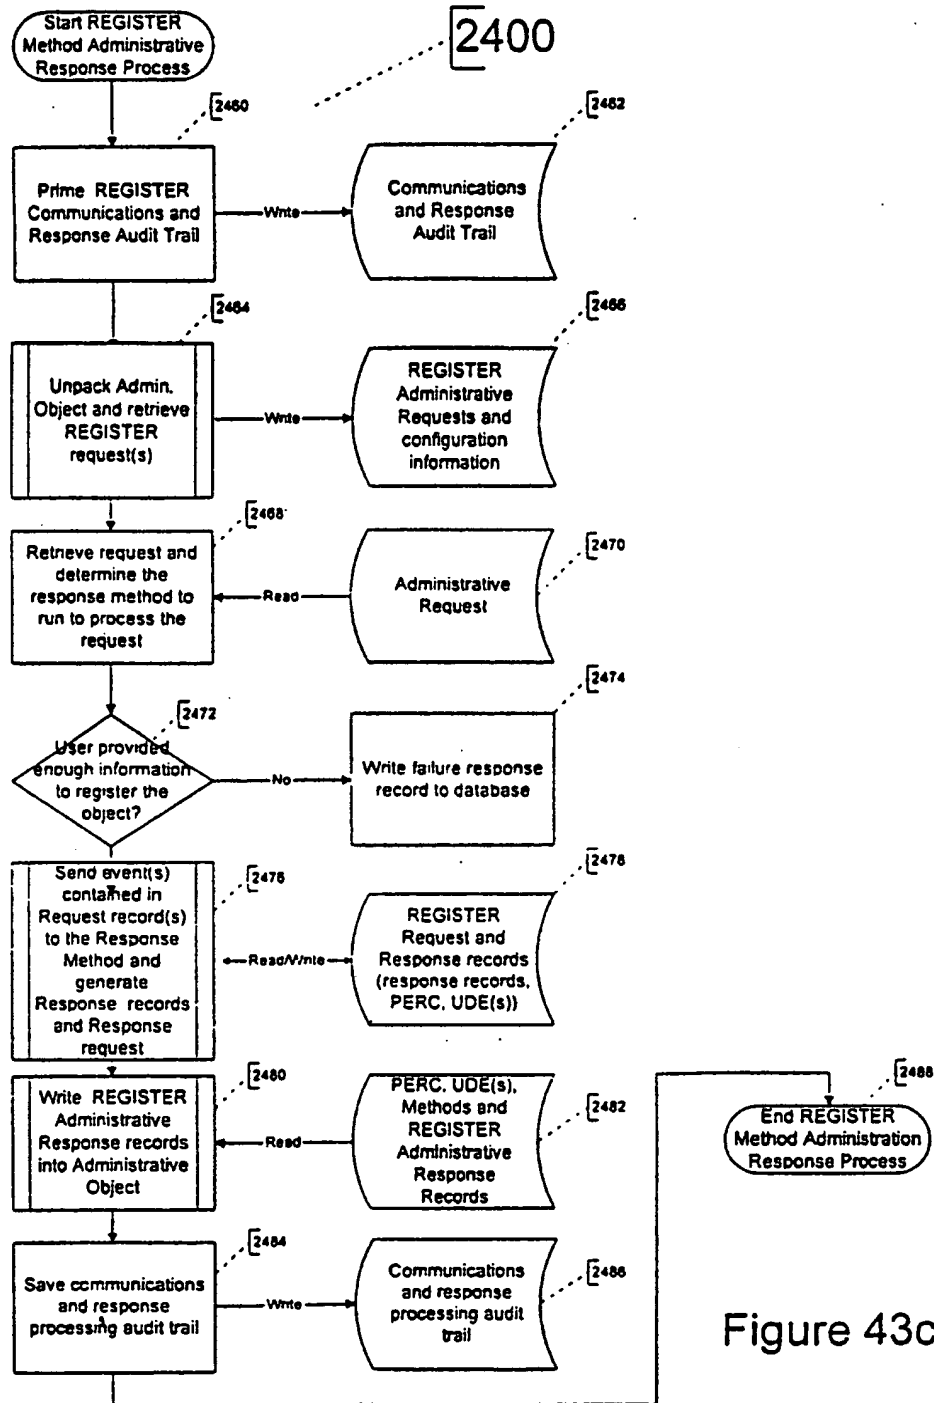 Start REGISTER
Method Administrative
Response Process
2400
2460
2462
Prime REGISTER
Communications and
Response Audit Trail
Write
Communications
and Response
Audit Trail
2464
2466
Unpack Admin.
Object and retrieve
REGISTER
request(s)
Write
REGISTER
Administrative
Requests and
configuration
information
2468
2470
Retrieve request and
determine the
response method to
run to process the
request
Read
Administrative
Request
2472
2474
User provided
enough information
to register the
object?
No
Write failure response
record to database
2476
2478
Send event(s)
contained in
Request record(s)
to the Response
Method and
generate
Response records
and Response
request
Read/Write
REGISTER
Request and
Response records
(response records,
PERC, UDE(s))
2480
2482
Write REGISTER
Administrative
Response records
into Administrative
Object
Read
PERC, UDE(s),
Methods and
REGISTER
Administrative
Response
Records
2488
End REGISTER
Method Administration
Response Process
2484
2486
Save communications
and response
processing audit trail
Write
Communications
and response
processing audit
trail
Figure 43c